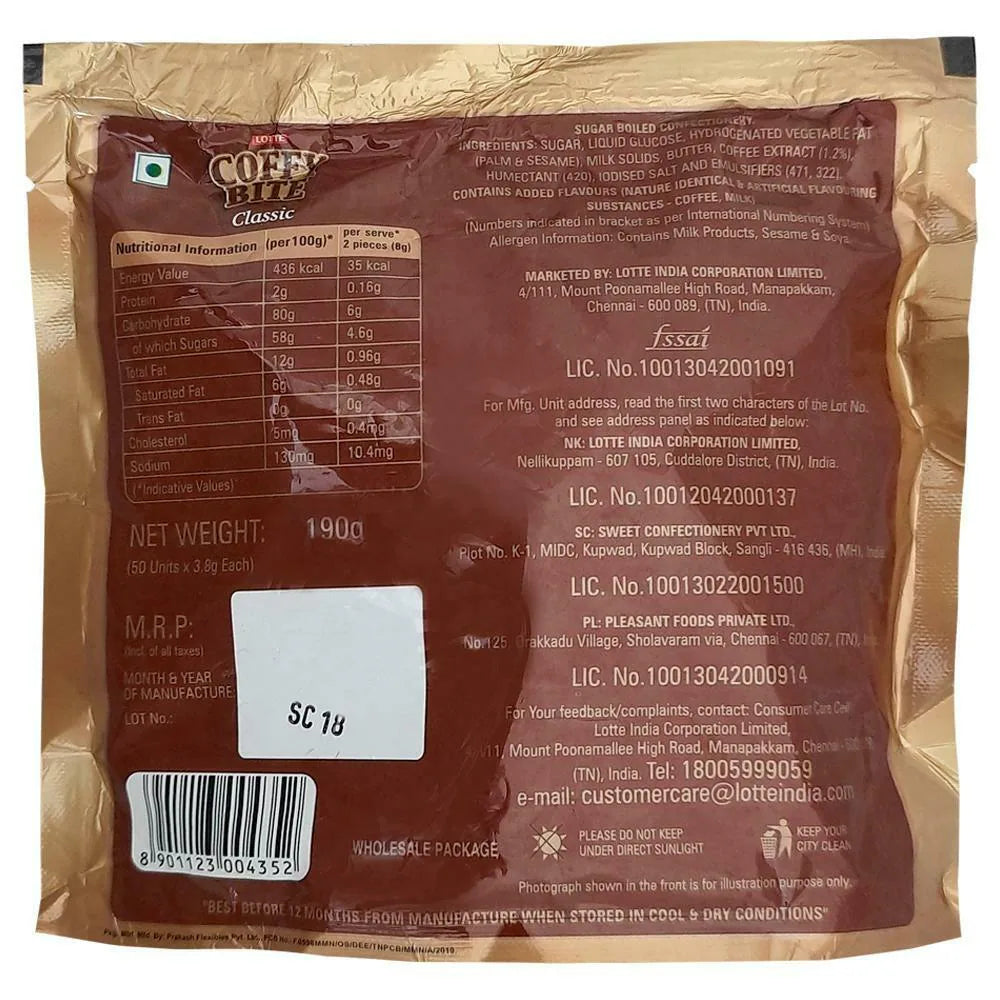 LOTTE
COFFY
BITE
Classic
Nutritional Information (per100g)* per serve* 2 pieces (8g)
Energy Value 436 kcal 35 kcal
Protein 2g 0.16g
Carbohydrate 80g 6g
of which Sugars 58g 4.6g
Total Fat 12g 0.96g
Saturated Fat 6g 0.48g
Trans Fat 0g 0g
Cholesterol 5mg 0.4mg
Sodium 130mg 10.4mg
(*Indicative Values)
NET WEIGHT: 190g
(50 Units x 3.8g Each)
M.R.P:
(Incl. of all taxes)
MONTH & YEAR
OF MANUFACTURE
LOT No.:
SC 18
8 901123 004352
WHOLESALE PACKAGE
SUGAR BOILED CONFECTIONERY.
INGREDIENTS: SUGAR, LIQUID GLUCOSE, HYDROGENATED VEGETABLE FAT
(PALM & SESAME), MILK SOLIDS, BUTTER, COFFEE EXTRACT (1.2%),
HUMECTANT (420), IODISED SALT AND EMULSIFIERS (471, 322).
CONTAINS ADDED FLAVOURS (NATURE IDENTICAL & ARTIFICIAL FLAVOURING
SUBSTANCES - COFFEE, MILK)
(Numbers indicated in bracket as per International Numbering System)
Allergen Information: Contains Milk Products, Sesame & Soya
MARKETED BY: LOTTE INDIA CORPORATION LIMITED,
4/111, Mount Poonamallee High Road, Manapakkam,
Chennai - 600 089, (TN), India.
fssai
LIC. No.10013042001091
For Mfg. Unit address, read the first two characters of the Lot No.
and see address panel as indicated below:
NK: LOTTE INDIA CORPORATION LIMITED,
Nellikuppam - 607 105, Cuddalore District, (TN), India.
LIC. No.10012042000137
SC: SWEET CONFECTIONERY PVT LTD.,
Plot No. K-1, MIDC, Kupwad, Kupwad Block, Sangli - 416 436, (MH), India
LIC. No.10013022001500
PL: PLEASANT FOODS PRIVATE LTD.,
No.125 Village, Sholavaram via, Chennai - 600 067, (TN),
LIC. No.10013042000914
For Your feedback/complaints, contact: Consumer Care Cell
Lotte India Corporation Limited,
Mount Poonamallee High Road, Manapakkam, Chennai
(TN), India. Tel: 18005999059
e-mail: customercare@lotteindia.com
PLEASE DO NOT KEEP
UNDER DIRECT SUNLIGHT
KEEP YOUR
CITY CLEAN
Photograph shown in the front is for illustration purpose only.
"BEST BEFORE 12 MONTHS FROM MANUFACTURE WHEN STORED IN COOL & DRY CONDITIONS"
By: Prakash Flexibles Pvt. Ltd.,